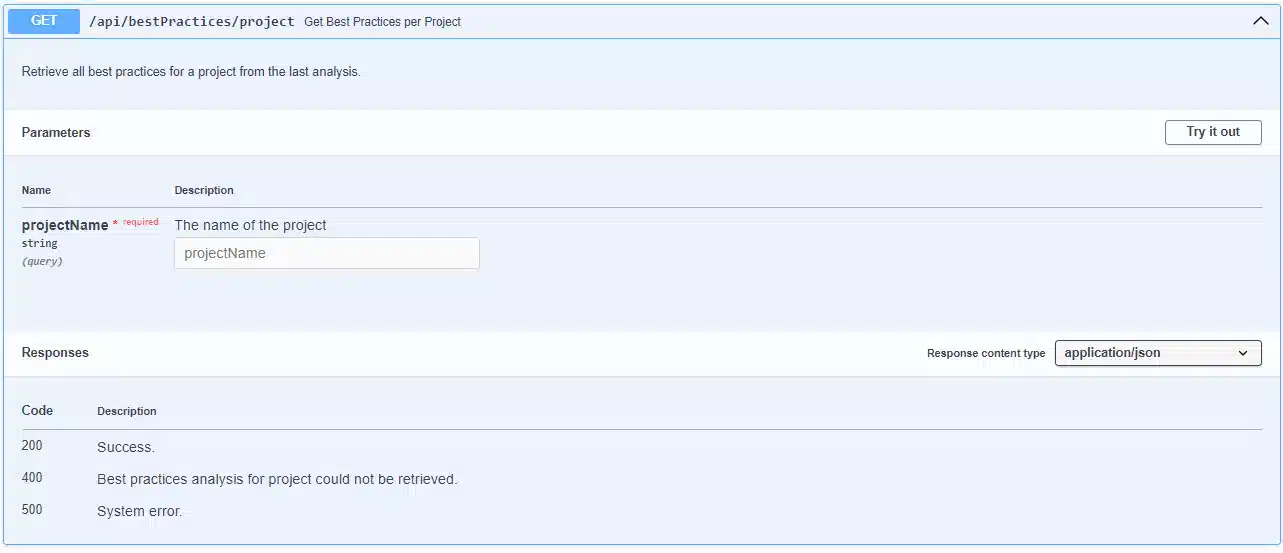 GET /api/bestPractices/project Get Best Practices per Project
Retrieve all best practices for a project from the last analysis.
Parameters
Try it out
Name Description
projectName * required The name of the project
string
projectName
(query)
Responses
Response content type application/json
Code Description
200 Success.
400 Best practices analysis for project could not be retrieved.
500 System error.